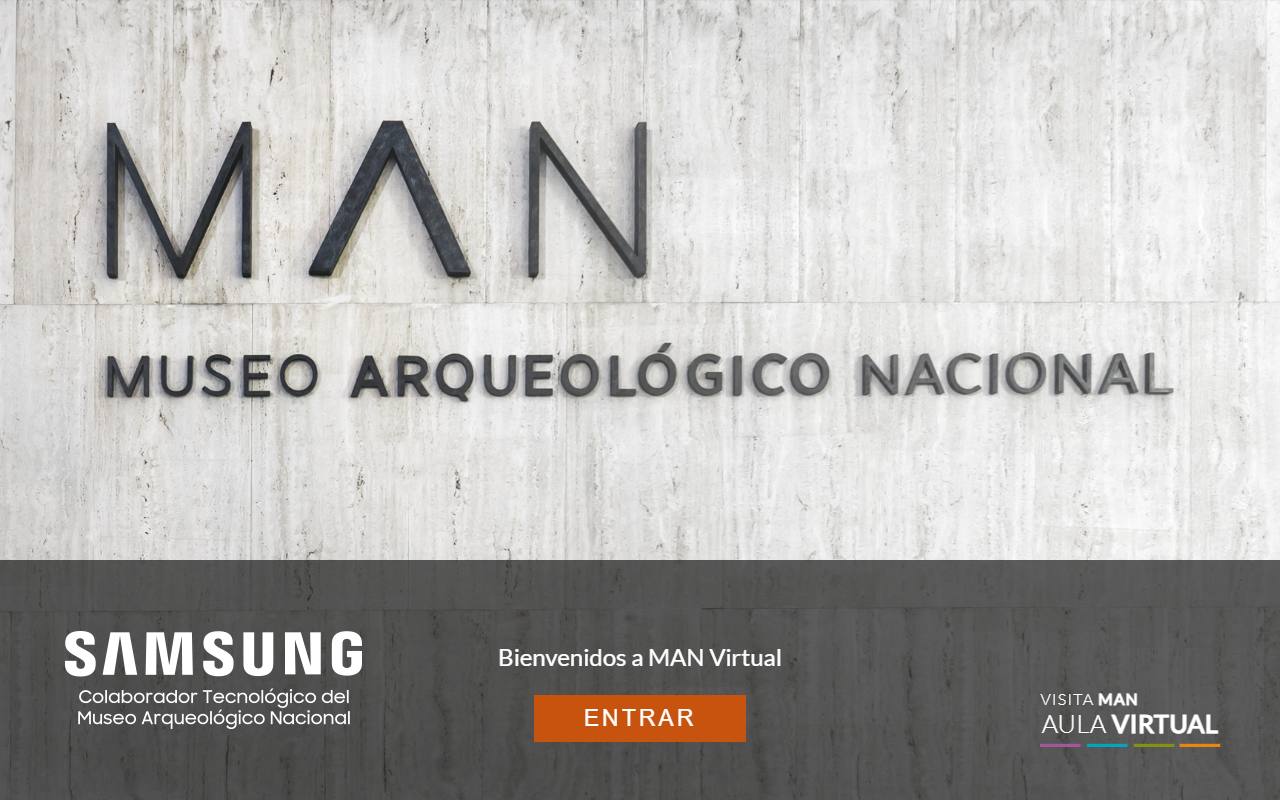 MAN
MUSEO ARQUEOLÓGICO NACIONAL
SAMSUNG
Colaborador Tecnológico del
Museo Arqueológico Nacional
Bienvenidos a MAN Virtual
ENTRAR
VISITA MAN
AULA VIRTUAL